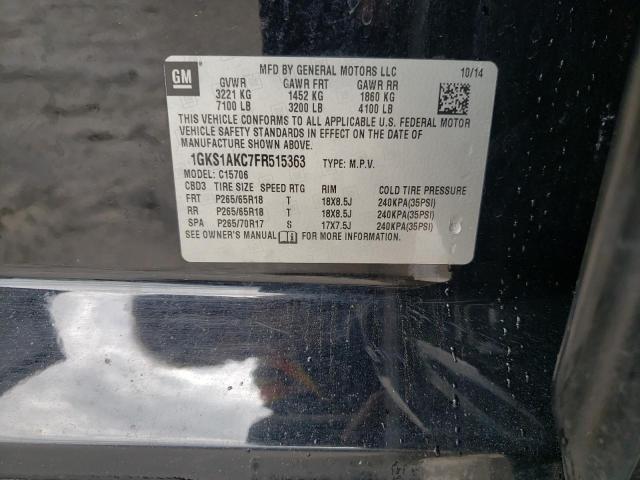 GM
MFD BY GENERAL MOTORS LLC 10/14
GVWR GAWR FRT GAWR RR
3221 KG 1452 KG 1860 KG
7100 LB 3200 LB 4100 LB
THIS VEHICLE CONFORMS TO ALL APPLICABLE U.S. FEDERAL MOTOR
VEHICLE SAFETY STANDARDS IN EFFECT ON THE DATE OF
MANUFACTURE SHOWN ABOVE.
1GKS1AKC7FR515363 TYPE: M.P.V.
MODEL: C15706
CBD3 TIRE SIZE SPEED RTG RIM COLD TIRE PRESSURE
FRT P265/65R18 T 18X8.5J 240KPA(35PSI)
RR P265/65R18 T 18X8.5J 240KPA(35PSI)
SPA P265/70R17 S 17X7.5J 240KPA(35PSI)
SEE OWNER'S MANUAL FOR MORE INFORMATION.